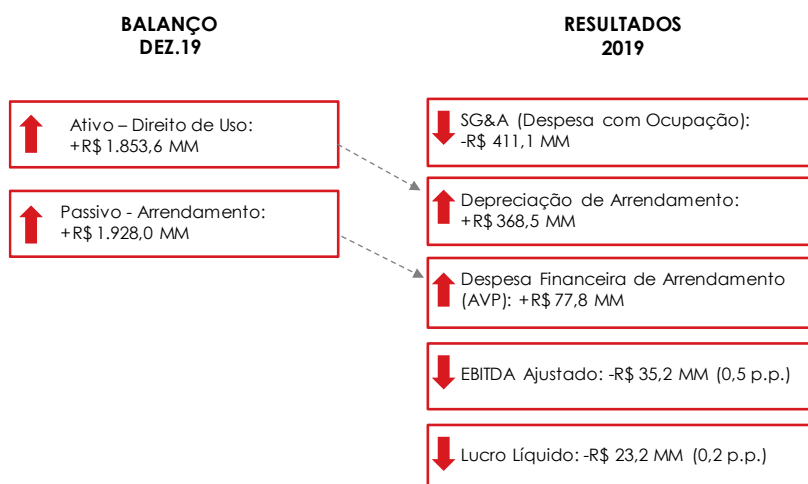 BALANÇO
DEZ.19
Ativo – Direito de Uso:
+R$ 1.853,6 MM
Passivo - Arrendamento:
+R$ 1.928,0 MM
RESULTADOS
2019
SG&A (Despesa com Ocupação):
-R$ 411,1 MM
Depreciação de Arrendamento:
+R$ 368,5 MM
Despesa Financeira de Arrendamento
(AVP): +R$ 77,8 MM
EBITDA Ajustado: -R$ 35,2 MM (0,5 p.p.)
Lucro Líquido: -R$ 23,2 MM (0,2 p.p.)